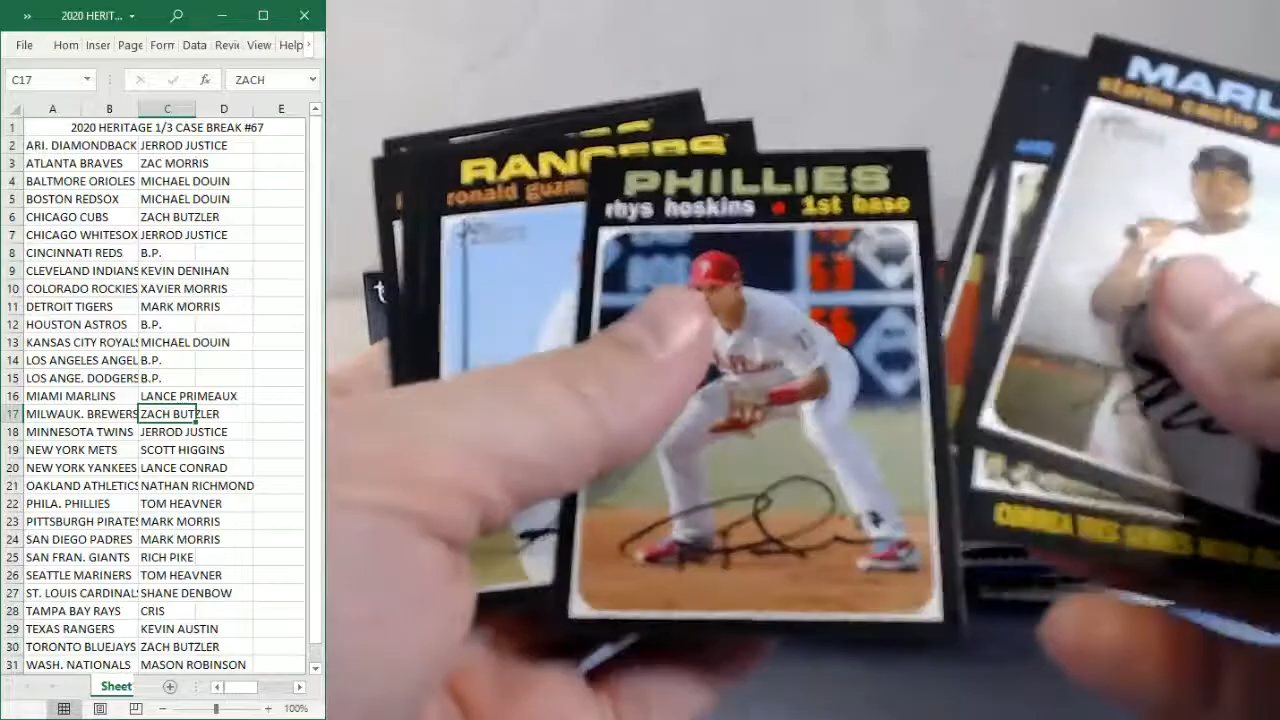 2020 HERIT...
File Hom Inser Page Forn Data Revie View Help
C17 fx ZACH
A B C D E
1 2020 HERITAGE 1/3 CASE BREAK #67
2 ARI. DIAMONDBACK JERROD JUSTICE
3 ATLANTA BRAVES ZAC MORRIS
4 BALTMORE ORIOLES MICHAEL DOUIN
5 BOSTON REDSOX MICHAEL DOUIN
6 CHICAGO CUBS ZACH BUTZLER
7 CHICAGO WHITESOX JERROD JUSTICE
8 CINCINNATI REDS B.P.
9 CLEVELAND INDIANS KEVIN DENIHAN
10 COLORADO ROCKIES XAVIER MORRIS
11 DETROIT TIGERS MARK MORRIS
12 HOUSTON ASTROS B.P.
13 KANSAS CITY ROYALS MICHAEL DOUIN
14 LOS ANGELES ANGEL B.P.
15 LOS ANGE. DODGERS B.P.
16 MIAMI MARLINS LANCE PRIMEAUX
17 MILWAUK. BREWERS ZACH BUTZLER
18 MINNESOTA TWINS JERROD JUSTICE
19 NEW YORK METS SCOTT HIGGINS
20 NEW YORK YANKEES LANCE CONRAD
21 OAKLAND ATHLETICS NATHAN RICHMOND
22 PHILA. PHILLIES TOM HEAVNER
23 PITTSBURGH PIRATES MARK MORRIS
24 SAN DIEGO PADRES MARK MORRIS
25 SAN FRAN. GIANTS RICH PIKE
26 SEATTLE MARINERS TOM HEAVNER
27 ST. LOUIS CARDINALS SHANE DENBOW
28 TAMPA BAY RAYS CRIS
29 TEXAS RANGERS KEVIN AUSTIN
30 TORONTO BLUEJAYS ZACH BUTZLER
31 WASH. NATIONALS MASON ROBINSON
Sheet
100%
RANGERS
ronald guzm
PHILLIES
rhys hoskins 1st base
MARL
starlin castro